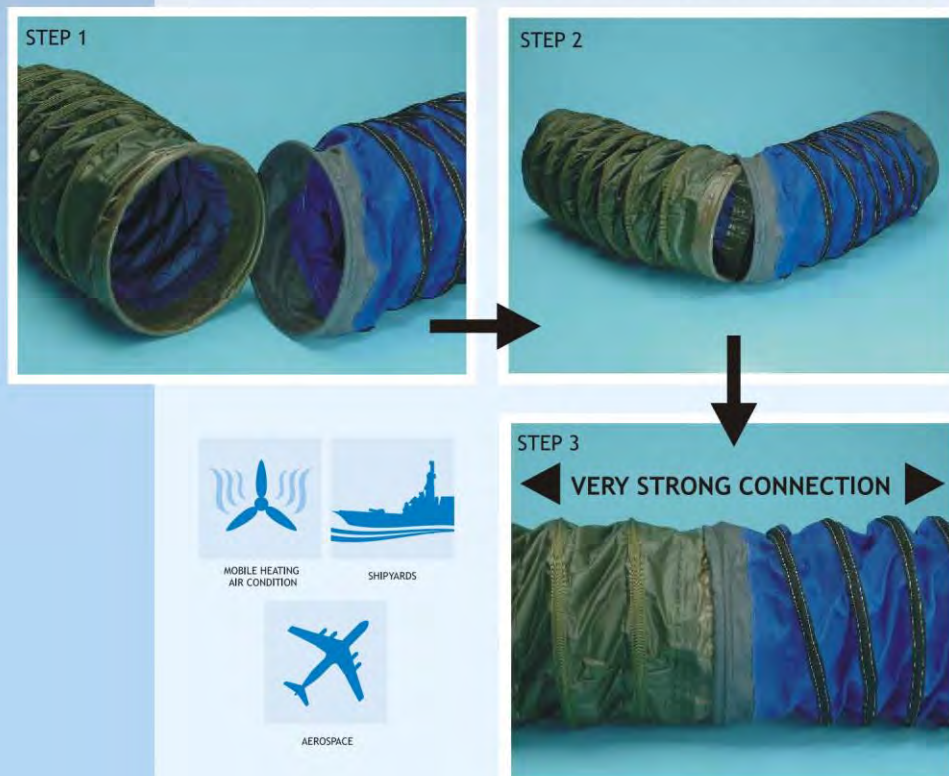 STEP 1
STEP 2
STEP 3
VERY STRONG CONNECTION
MOBILE HEATING
AIR CONDITION
SHIPYARDS
AEROSPACE